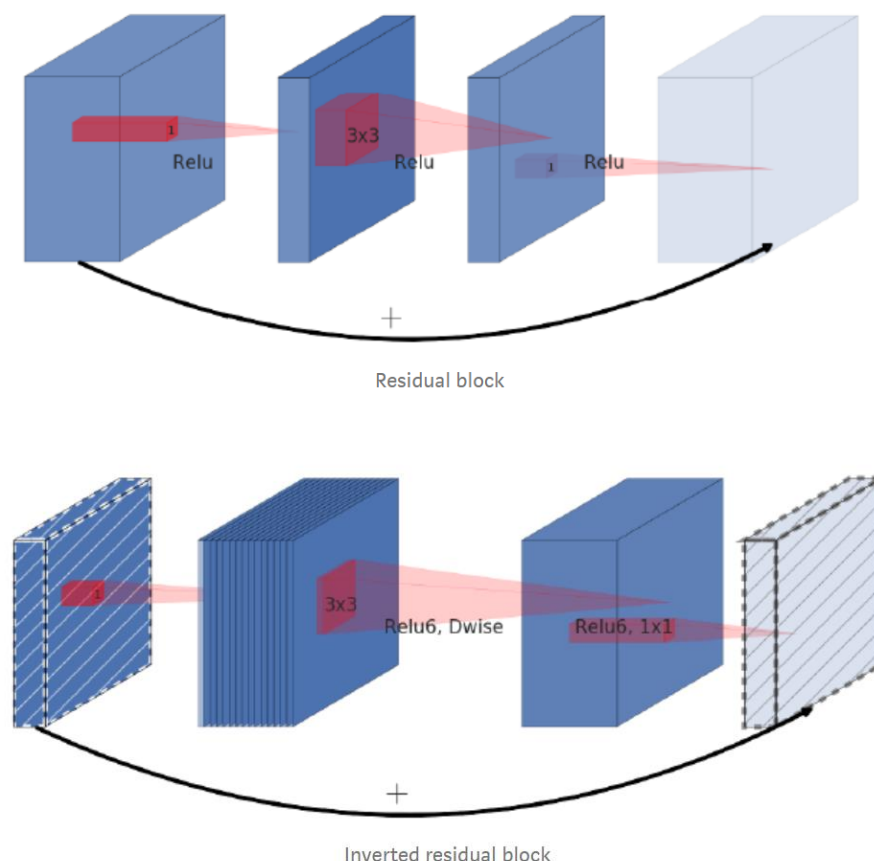 1
3x3
1
Relu
Relu
Relu
+
Residual block
1
3x3
Relu6, Dwise
Relu6, 1x1
+
Inverted residual block